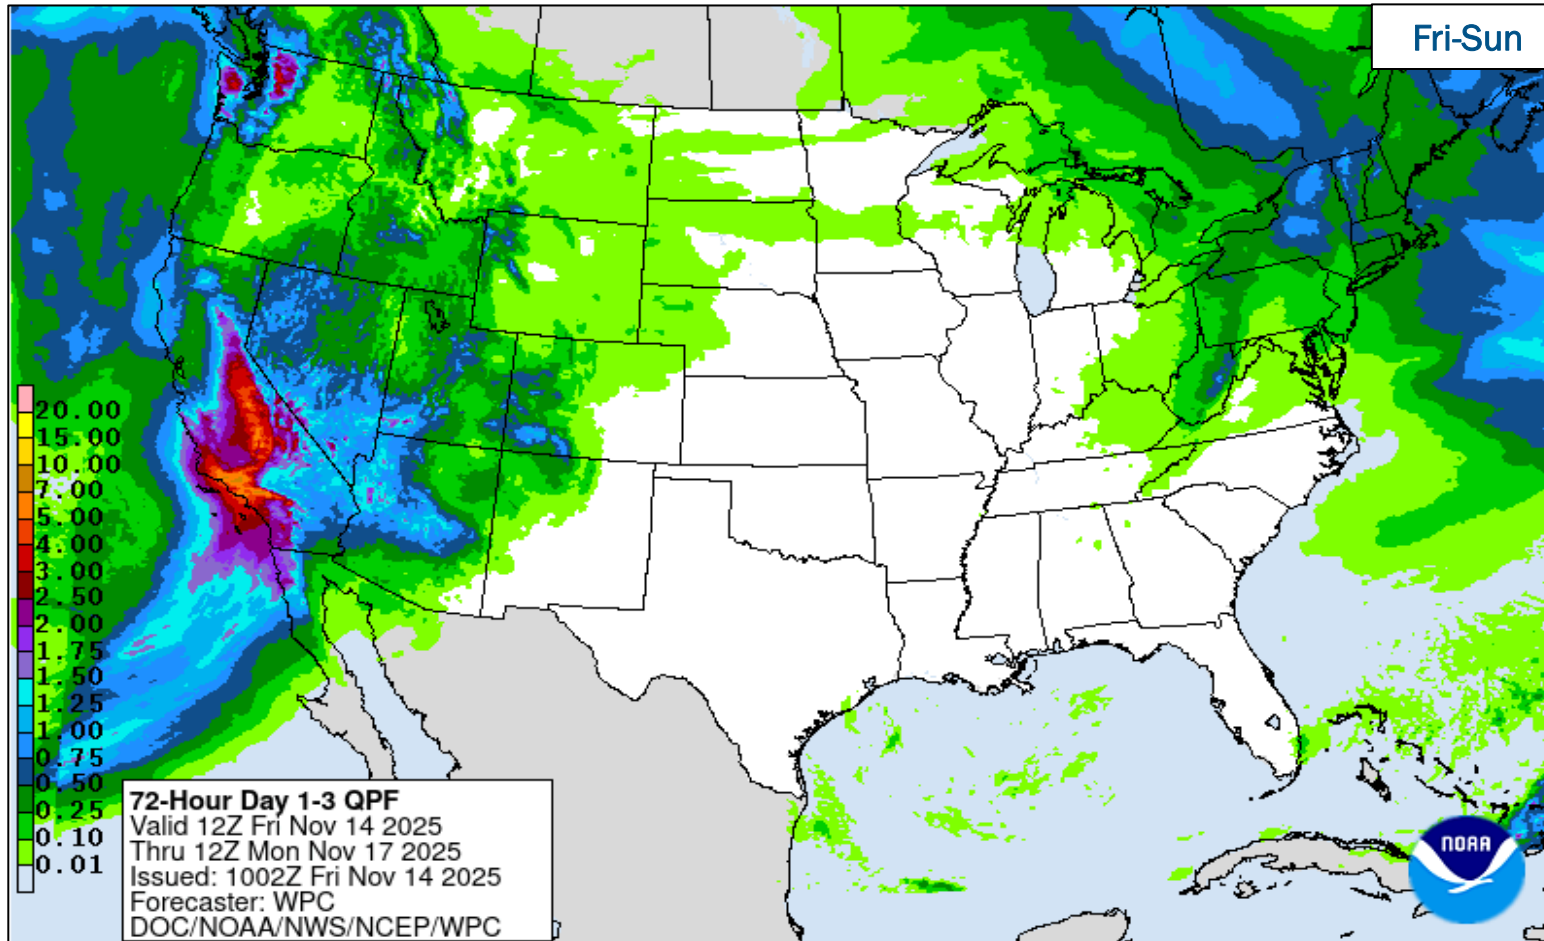 Fri-Sun
20.00
15.00
10.00
7.00
5.00
4.00
3.00
2.50
2.00
1.75
1.50
1.25
1.00
0.75
0.50
0.25
0.10
0.01
72-Hour Day 1-3 QPF
Valid 12Z Fri Nov 14 2025
Thru 12Z Mon Nov 17 2025
Issued: 1002Z Fri Nov 14 2025
Forecaster: WPC
DOC/NOAA/NWS/NCEP/WPC
NOAA